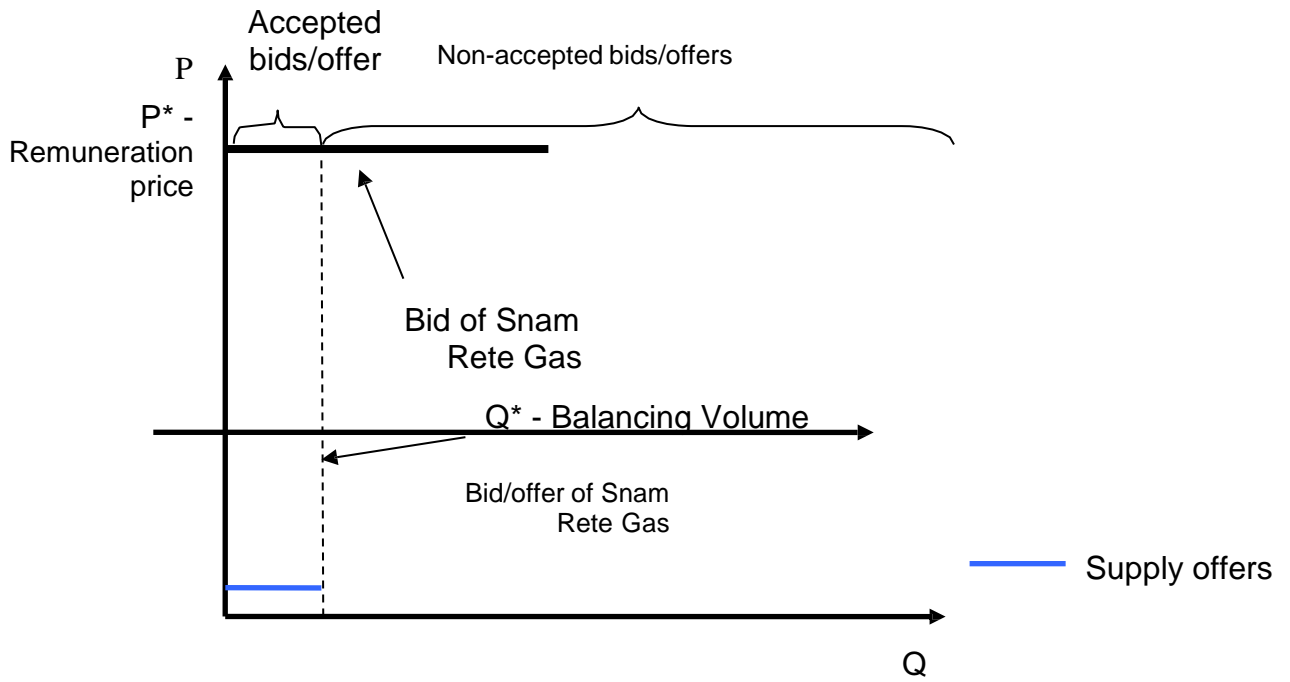 Accepted
bids/offer
Non-accepted bids/offers
P
P* -
Remuneration
price
Bid of Snam
Rete Gas
Q* - Balancing Volume
Bid/offer of Snam
Rete Gas
Supply offers
Q